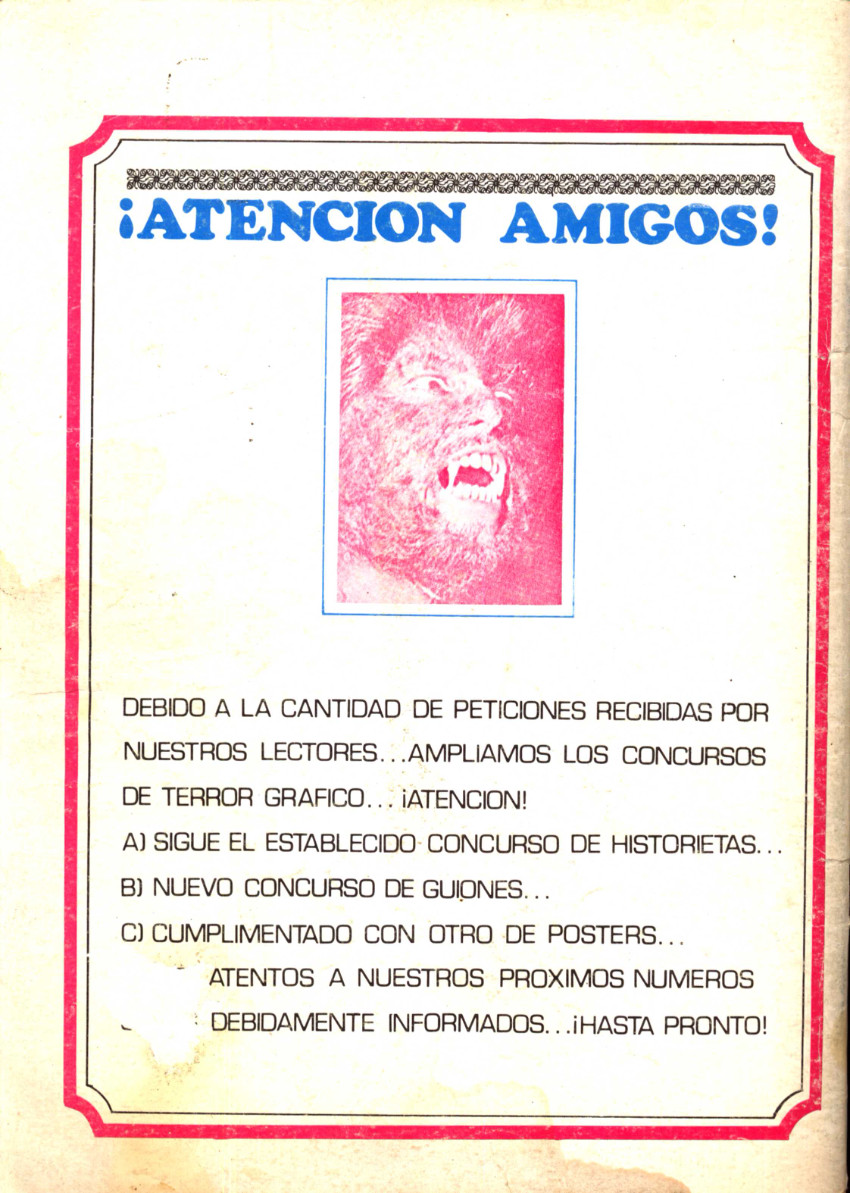 ¡ATENCION AMIGOS!
DEBIDO A LA CANTIDAD DE PETICIONES RECIBIDAS POR
NUESTROS LECTORES...AMPLIAMOS LOS CONCURSOS
DE TERROR GRAFICO... ¡ATENCION!
A) SIGUE EL ESTABLECIDO CONCURSO DE HISTORIETAS...
B) NUEVO CONCURSO DE GUIONES...
C) CUMPLIMENTADO CON OTRO DE POSTERS...
ATENTOS A NUESTROS PROXIMOS NUMEROS
DEBIDAMENTE INFORMADOS...¡HASTA PRONTO!